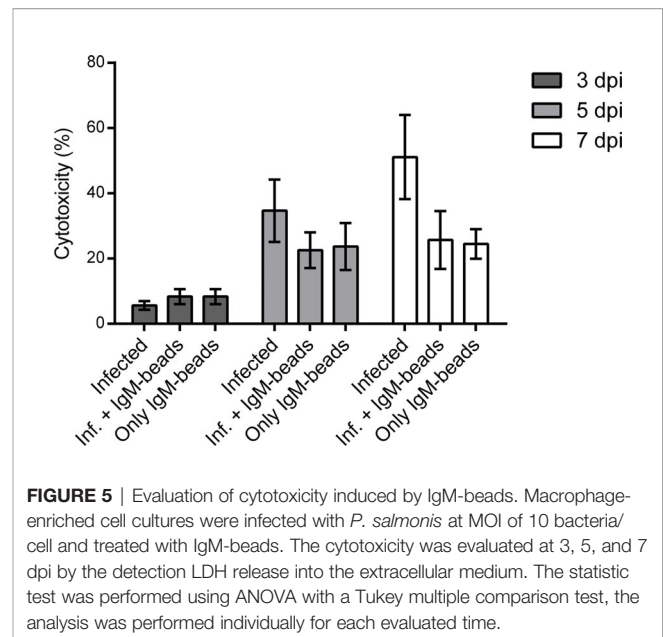 80
60
40
20
0
Cytotoxicity (%)
3 dpi
5 dpi
7 dpi
Infected
Inf. + IgM-beads
Only IgM-beads
Infected
Inf. + IgM-beads
Only IgM-beads
Infected
Inf. + IgM-beads
Only IgM-beads
FIGURE 5 | Evaluation of cytotoxicity induced by IgM-beads. Macrophage-
enriched cell cultures were infected with P. salmonis at MOI of 10 bacteria/
cell and treated with IgM-beads. The cytotoxicity was evaluated at 3, 5, and 7
dpi by the detection LDH release into the extracellular medium. The statistic
test was performed using ANOVA with a Tukey multiple comparison test, the
analysis was performed individually for each evaluated time.